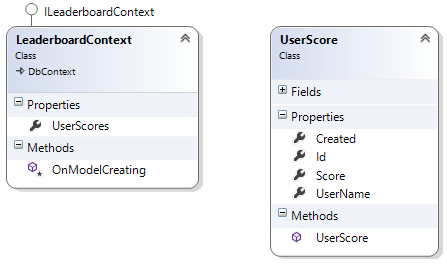 ILeaderboardContext
LeaderboardContext
Class
DbContext
Properties
UserScores
Methods
OnModelCreating
UserScore
Class
Fields
Properties
Created
Id
Score
UserName
Methods
UserScore